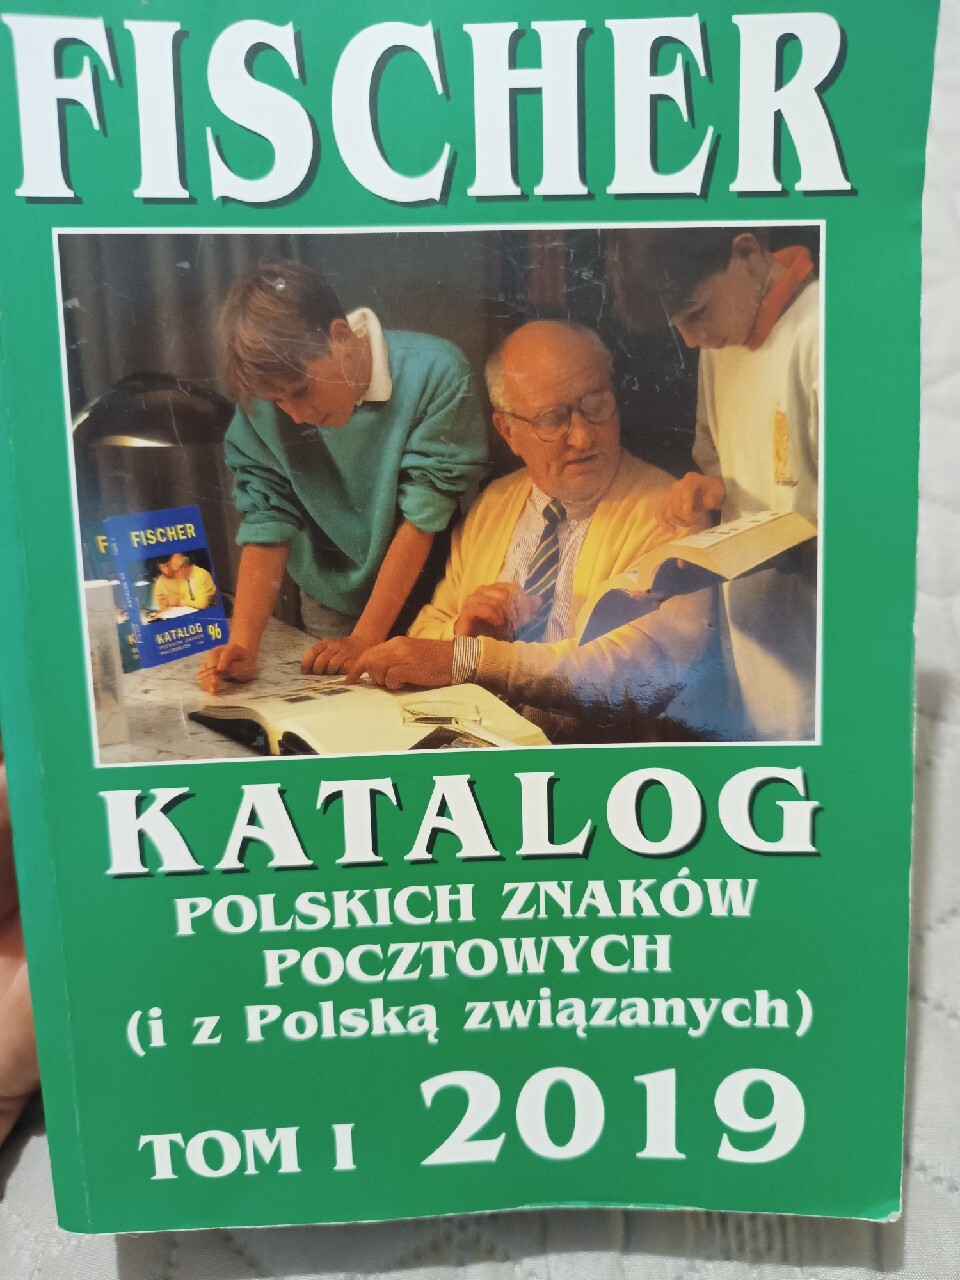 FISCHER
FISCHER
KATALOG
'96
KATALOG
POLSKICH ZNAKÓW
POCZTOWYCH
(i z Polską związanych)
TOM I 2019